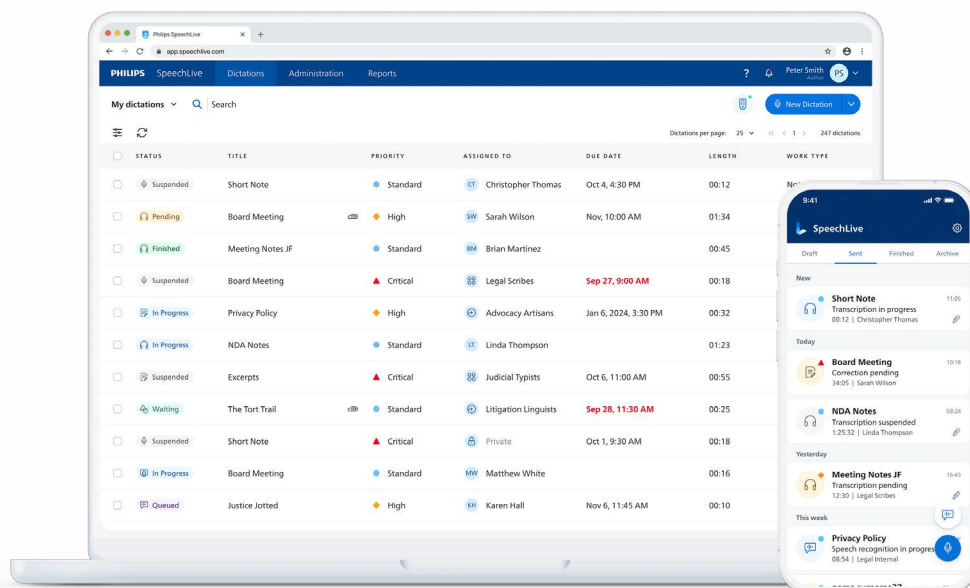 Philips SpeechLive
app.speechlive.com
PHILIPS SpeechLive Dictations Administration Reports ? Peter Smith PS
Author
My dictations Search New Dictation
Dictations per page: 25 1 247 dictations
STATUS TITLE PRIORITY ASSIGNED TO DUE DATE LENGTH WORK TYPE
Suspended Short Note Standard CT Christopher Thomas Oct 4, 4:30 PM 00:12
Pending Board Meeting High SW Sarah Wilson Nov, 10:00 AM 01:34
Finished Meeting Notes JF Standard BM Brian Martinez 00:45
Suspended Board Meeting Critical Legal Scribes Sep 27, 9:00 AM 00:18
In Progress Privacy Policy High Advocacy Artisans Jan 6, 2024, 3:30 PM 00:32
In Progress NDA Notes Standard LT Linda Thompson 01:23
Suspended Excerpts Critical Judicial Typists Oct 6, 11:00 AM 00:55
Waiting The Tort Trail Standard Litigation Linguists Sep 28, 11:30 AM 00:25
Suspended Short Note Critical Private Oct 1, 9:30 AM 00:18
In Progress Board Meeting Standard MW Matthew White 00:16
Queued Justice Jotted High KH Karen Hall Nov 6, 11:45 AM 00:10
9:41
SpeechLive
Draft Sent Finished Archive
New
Short Note 11:05
Transcription in progress
00:12 | Christopher Thomas
Today
Board Meeting 10:18
Correction pending
34:05 | Sarah Wilson
NDA Notes 08:24
Transcription suspended
1:25:32 | Linda Thompson
Yesterday
Meeting Notes JF 16:45
Transcription pending
12:30 | Legal Scribes
This week
Privacy Policy
Speech recognition in progres
08:54 | Legal Internal